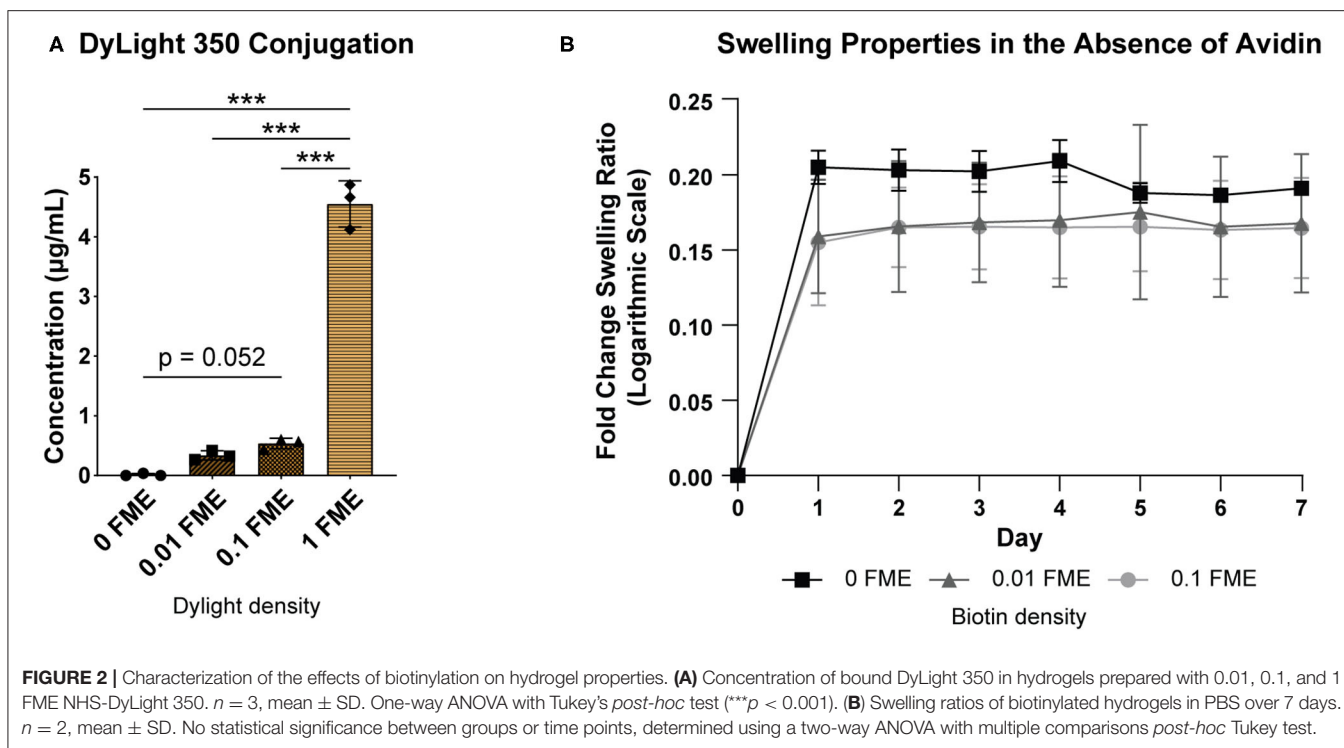 A DyLight 350 Conjugation
***
***
***
p = 0.052
5
4
3
2
1
0
Concentration (µg/mL)
0 FME
0.01 FME
0.1 FME
1 FME
Dylight density
B Swelling Properties in the Absence of Avidin
0.25
0.20
0.15
0.10
0.05
0.00
Fold Change Swelling Ratio
(Logarithmic Scale)
0 1 2 3 4 5 6 7
Day
0 FME 0.01 FME 0.1 FME
Biotin density
FIGURE 2 | Characterization of the effects of biotinylation on hydrogel properties. (A) Concentration of bound DyLight 350 in hydrogels prepared with 0.01, 0.1, and 1
FME NHS-DyLight 350. n = 3, mean ± SD. One-way ANOVA with Tukey's post-hoc test (***p < 0.001). (B) Swelling ratios of biotinylated hydrogels in PBS over 7 days.
n = 2, mean ± SD. No statistical significance between groups or time points, determined using a two-way ANOVA with multiple comparisons post-hoc Tukey test.